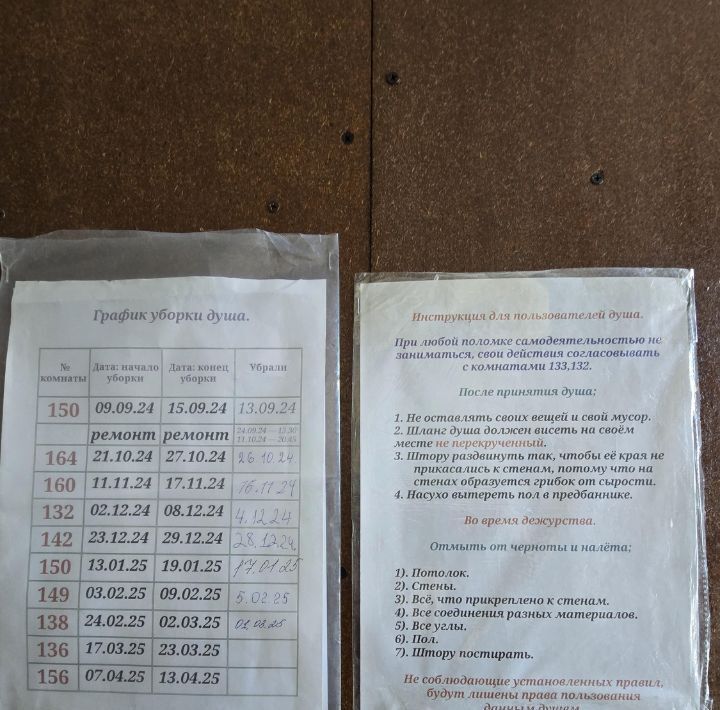 График уборки душа.
№ комнаты Дата: начало уборки Дата: конец уборки Убрали
150 09.09.24 15.09.24 13.09.24
ремонт ремонт 24.09.24 — 11.10.24 —
164 21.10.24 27.10.24 26.10.24
160 11.11.24 17.11.24 16.11.24
132 02.12.24 08.12.24 4.12.24
142 23.12.24 29.12.24 28.12.24.
150 13.01.25 19.01.25 17.01.25
149 03.02.25 09.02.25 5.02.25
138 24.02.25 02.03.25
136 17.03.25 23.03.25
156 07.04.25 13.04.25
Инструкция для пользователей душа.
При любой поломке самодеятельностью не
заниматься, свои действия согласовывать
с комнатами 133,132.
После принятия душа;
1. Не оставлять своих вещей и свой мусор.
2. Шланг душа должен висеть на своём
месте не перекрученный.
3. Штору раздвинуть так, чтобы её края не
прикасались к стенам, потому что на
стенах образуется грибок от сырости.
4. Насухо вытереть пол в предбаннике.
Во время дежурства.
Отмыть от черноты и налёта;
1). Потолок.
2). Стены.
3). Всё, что прикреплено к стенам.
4). Все соединения разных материалов.
5). Все углы.
6). Пол.
7). Штору постирать.
Не соблюдающие установленных правил,
будут лишены права пользования
данным душем